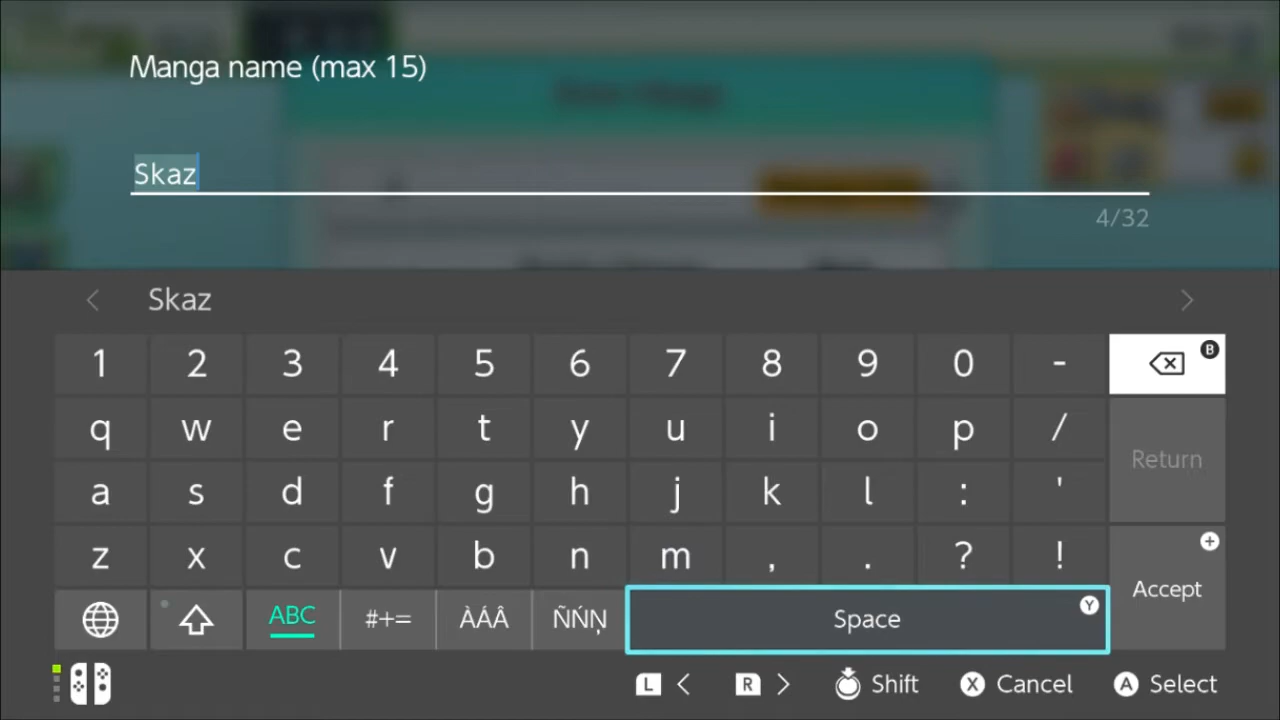 Manga name (max 15)
Skaz
4/32
Skaz
1 2 3 4 5 6 7 8 9 0 - B
q w e r t y u i o p /
Return
a s d f g h j k l : '
z x c v b n m , . ? ! +
Accept
ABC #+= ÀÁÂ ÑŃŅ Space Y
L R Shift X Cancel A Select